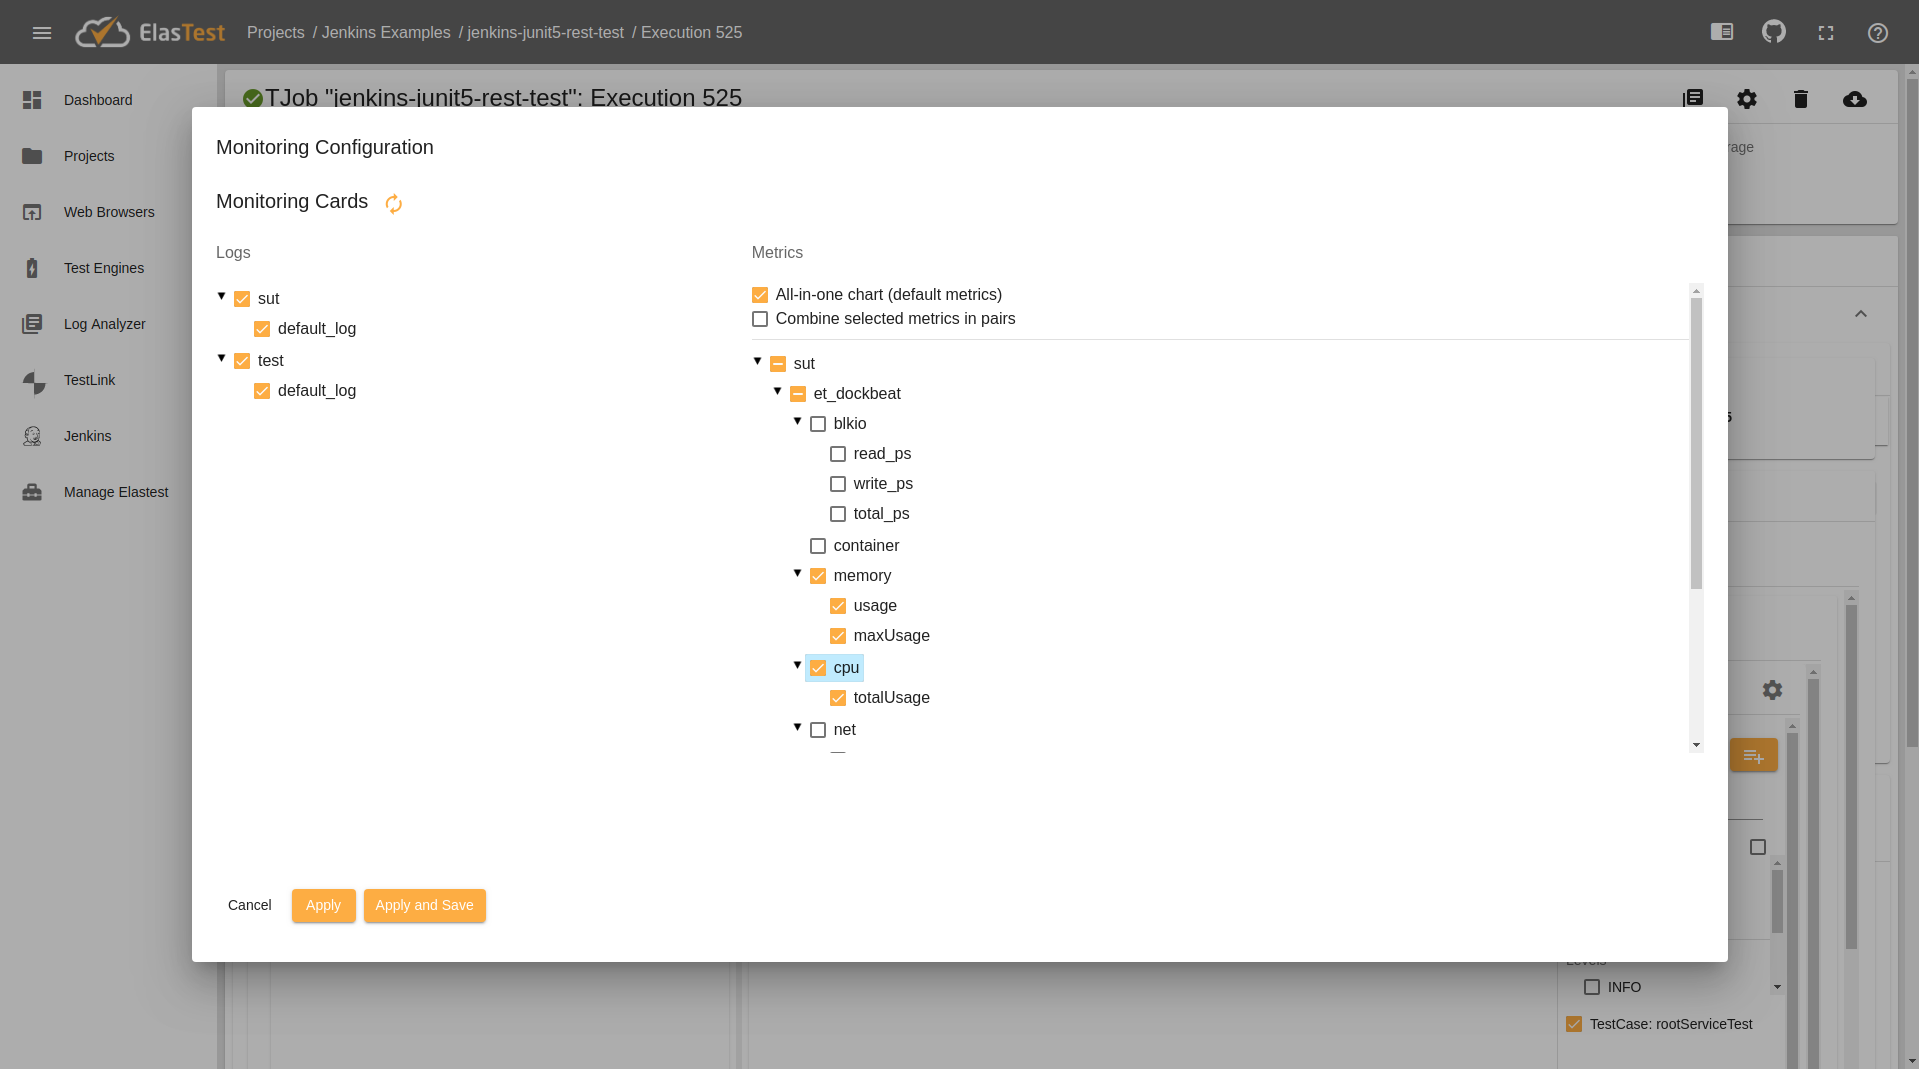 ElasTest Projects / Jenkins Examples / jenkins-junit5-rest-test / Execution 525
Dashboard
Projects
Web Browsers
Test Engines
Log Analyzer
TestLink
Jenkins
Manage Elastest
TJob "jenkins-junit5-rest-test": Execution 525
Monitoring Configuration
Monitoring Cards
Logs
sut
default_log
test
default_log
Metrics
All-in-one chart (default metrics)
Combine selected metrics in pairs
sut
et_dockbeat
blkio
read_ps
write_ps
total_ps
container
memory
usage
maxUsage
cpu
totalUsage
net
Cancel
Apply
Apply and Save
INFO
TestCase: rootServiceTest